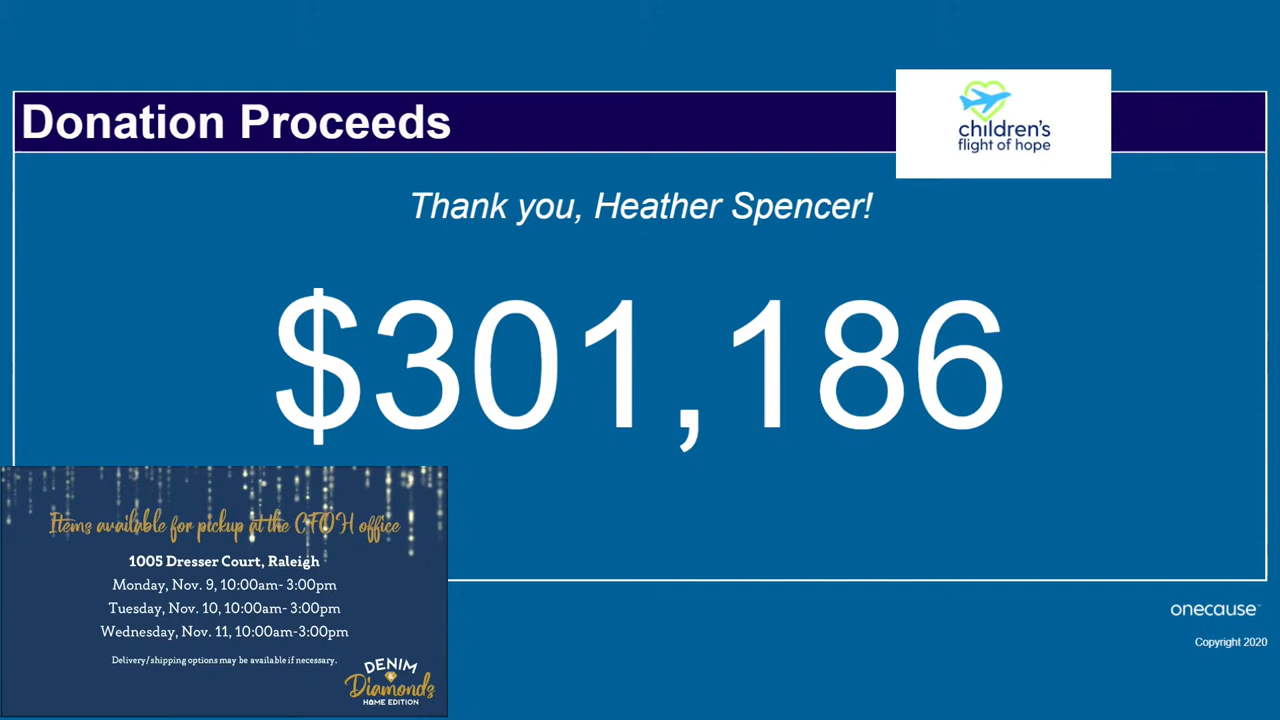 Donation Proceeds
children's
flight of hope
Thank you, Heather Spencer!
$301,186
Items available for pickup at the CFOH office
1005 Dresser Court, Raleigh
Monday, Nov. 9, 10:00am- 3:00pm
Tuesday, Nov. 10, 10:00am- 3:00pm
Wednesday, Nov. 11, 10:00am-3:00pm
Delivery/shipping options may be available if necessary.
DENIM
&
Diamonds
HOME EDITION
onecause™
Copyright 2020